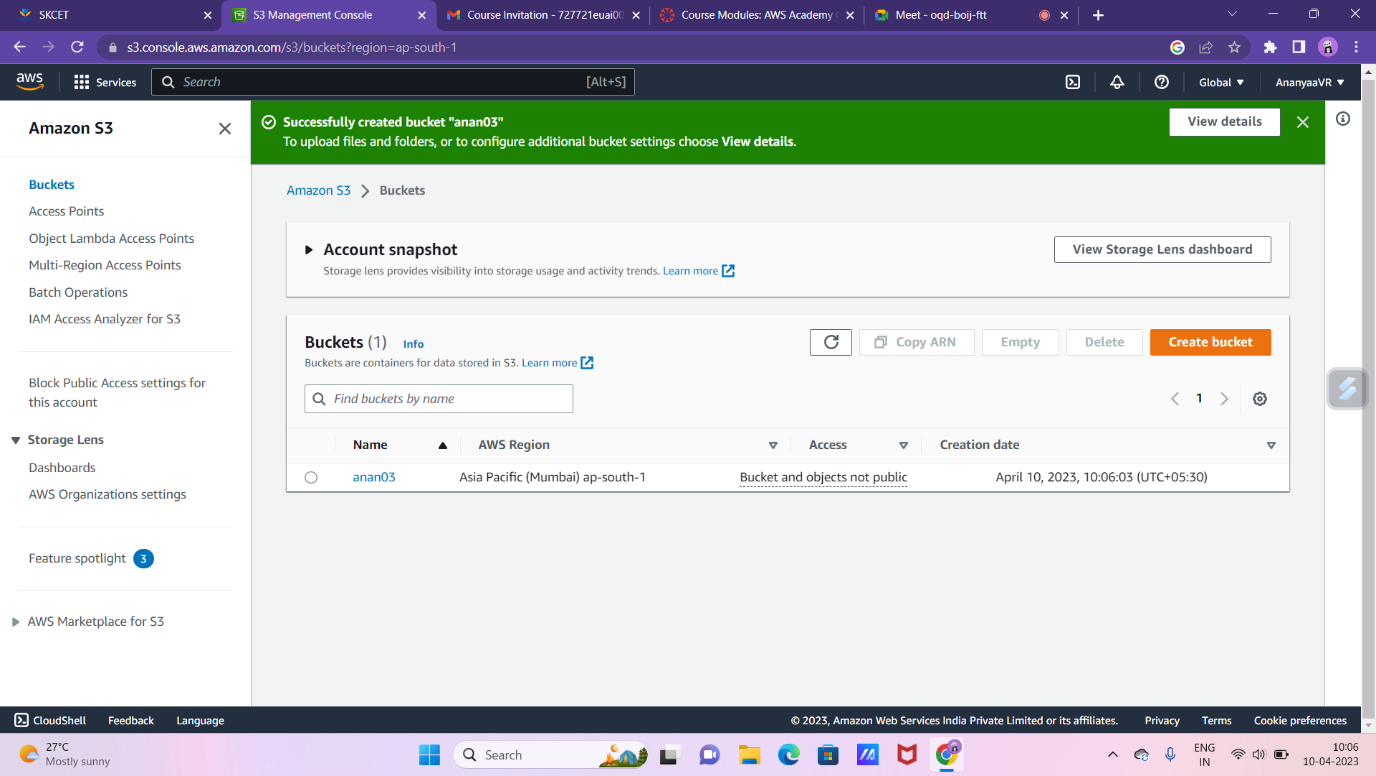 SKCET
S3 Management Console
Course Invitation - 727721euai00
Course Modules: AWS Academy
Meet - oqd-boij-ftt
s3.console.aws.amazon.com/s3/buckets?region=ap-south-1
aws
Services
Search
[Alt+S]
Global
AnanyaaVR
Amazon S3
Successfully created bucket "anan03"
To upload files and folders, or to configure additional bucket settings choose View details.
View details
Buckets
Access Points
Object Lambda Access Points
Multi-Region Access Points
Batch Operations
IAM Access Analyzer for S3
Block Public Access settings for
this account
Storage Lens
Dashboards
AWS Organizations settings
Feature spotlight 3
AWS Marketplace for S3
Amazon S3 > Buckets
Account snapshot
Storage lens provides visibility into storage usage and activity trends. Learn more
View Storage Lens dashboard
Buckets (1) Info
Buckets are containers for data stored in S3. Learn more
Copy ARN
Empty
Delete
Create bucket
Find buckets by name
1
Name AWS Region Access Creation date
anan03 Asia Pacific (Mumbai) ap-south-1 Bucket and objects not public April 10, 2023, 10:06:03 (UTC+05:30)
CloudShell Feedback Language
© 2023, Amazon Web Services India Private Limited or its affiliates. Privacy Terms Cookie preferences
27°C
Mostly sunny
Search
ENG
IN
10:06
10-04-2023